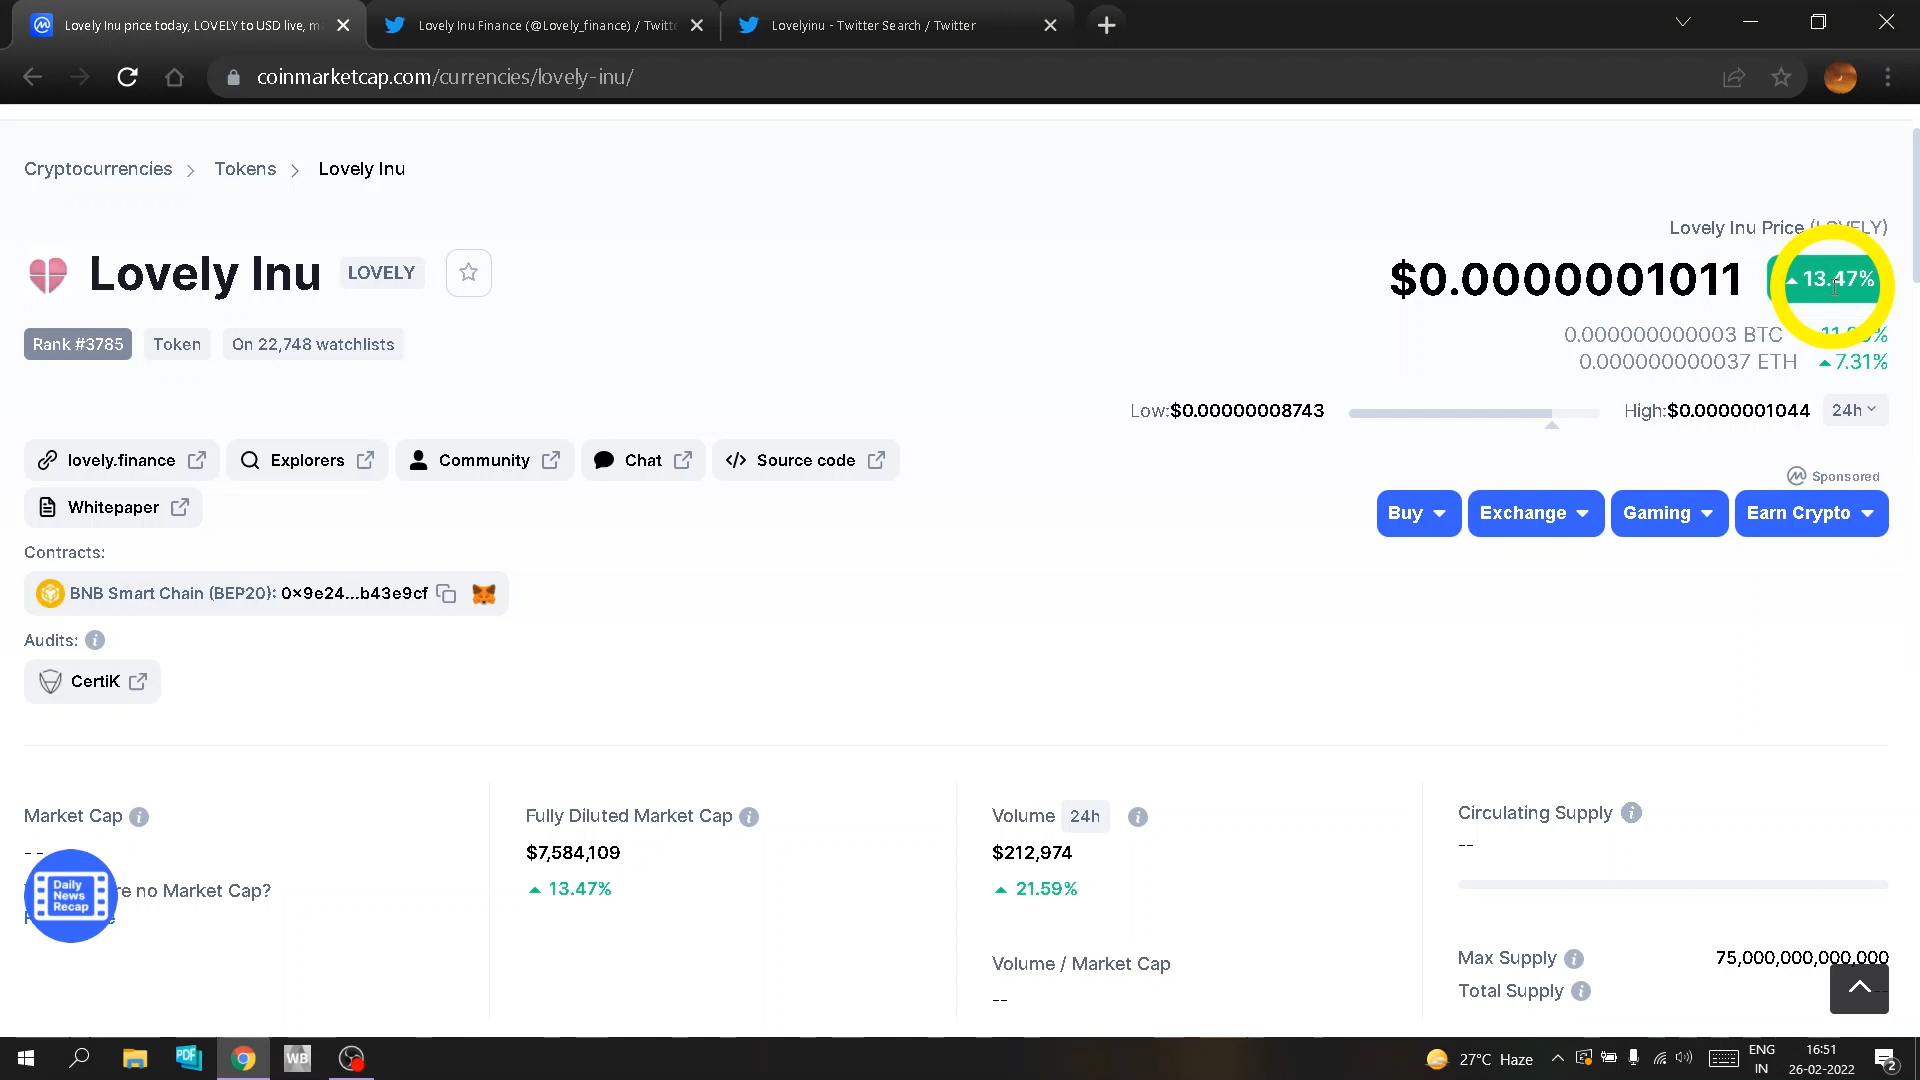 Lovely Inu price today, LOVELY to USD live, m
Lovely Inu Finance (@Lovely_finance) / Twitte
Lovelyinu - Twitter Search / Twitter
coinmarketcap.com/currencies/lovely-inu/
Cryptocurrencies
Tokens
Lovely Inu
Lovely Inu Price (LOVELY)
Lovely Inu
LOVELY
$0.0000001011
13.47%
Rank #3785
Token
On 22,748 watchlists
0.000000000003 BTC
0.000000000037 ETH
7.31%
Low:$0.00000008743
High:$0.0000001044
24h
lovely.finance
Explorers
Community
Chat
Source code
Sponsored
Whitepaper
Buy
Exchange
Gaming
Earn Crypto
Contracts:
BNB Smart Chain (BEP20): 0x9e24...b43e9cf
Audits:
CertiK
Market Cap
Fully Diluted Market Cap
Volume 24h
Circulating Supply
--
$7,584,109
$212,974
--
13.47%
21.59%
Daily
News
Recap
re no Market Cap?
Volume / Market Cap
--
Max Supply
75,000,000,000,000
Total Supply
PDF
WB
27°C Haze
ENG
IN
16:51
26-02-2022
2